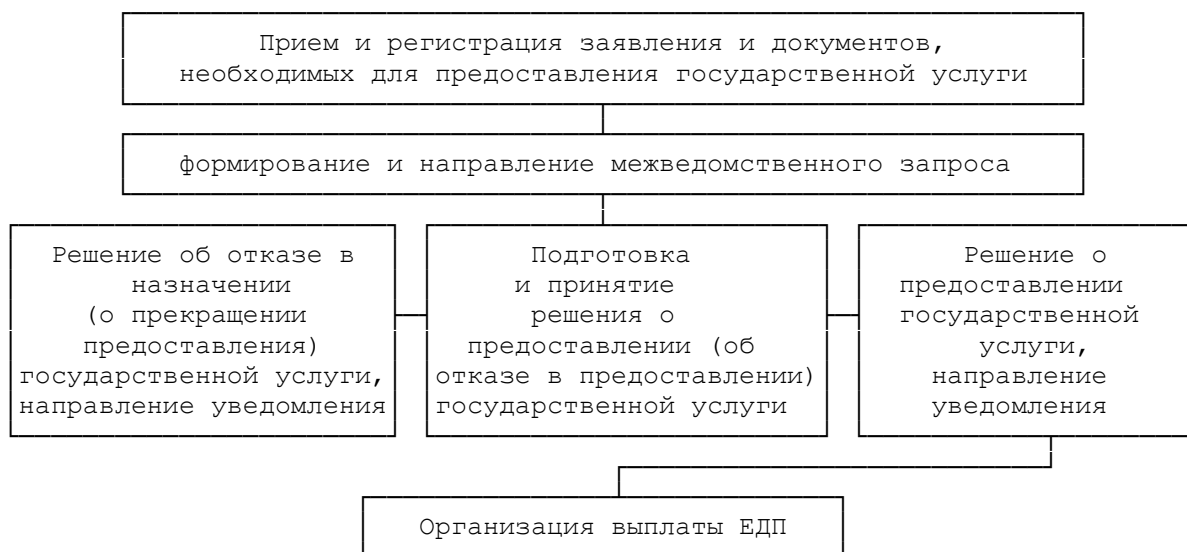 Прием и регистрация заявления и документов,
необходимых для предоставления государственной услуги
формирование и направление межведомственного запроса
Решение об отказе в
назначении
(о прекращении
предоставления)
государственной услуги,
направление уведомления
Подготовка
и принятие
решения о
предоставлении (об
отказе в предоставлении)
государственной услуги
Решение о
предоставлении
государственной
услуги,
направление
уведомления
Организация выплаты ЕДП